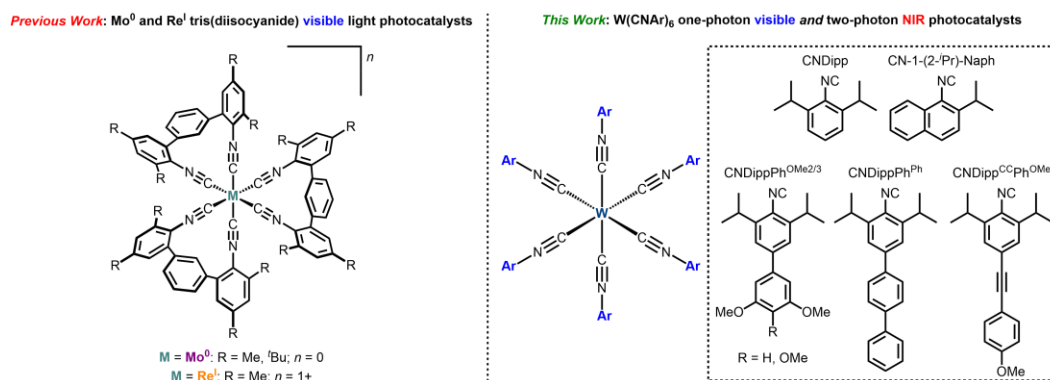 Previous Work: Mo⁰ and Reᴵ tris(diisocyanide) visible light photocatalysts
n
R
R
R
R
R
R
R
R
R
R
R
R
N
C
N
C
N
C
N
C
N
C
N
C
M
M = Mo⁰: R = Me, ᵗBu; n = 0
M = Reᴵ: R = Me; n = 1+
This Work: W(CNAr)₆ one-photon visible and two-photon NIR photocatalysts
Ar
Ar
Ar
Ar
Ar
Ar
N
C
N
C
N
C
N
C
N
C
N
C
W
CNDipp
NC
CN-1-(2-ⁱPr)-Naph
NC
CNDippPhᴼᴹᵉ²ᐟ³
NC
MeO
OMe
R
R = H, OMe
CNDippPhᴾʰ
NC
CNDippᶜᶜPhᴼᴹᵉ
NC
OMe